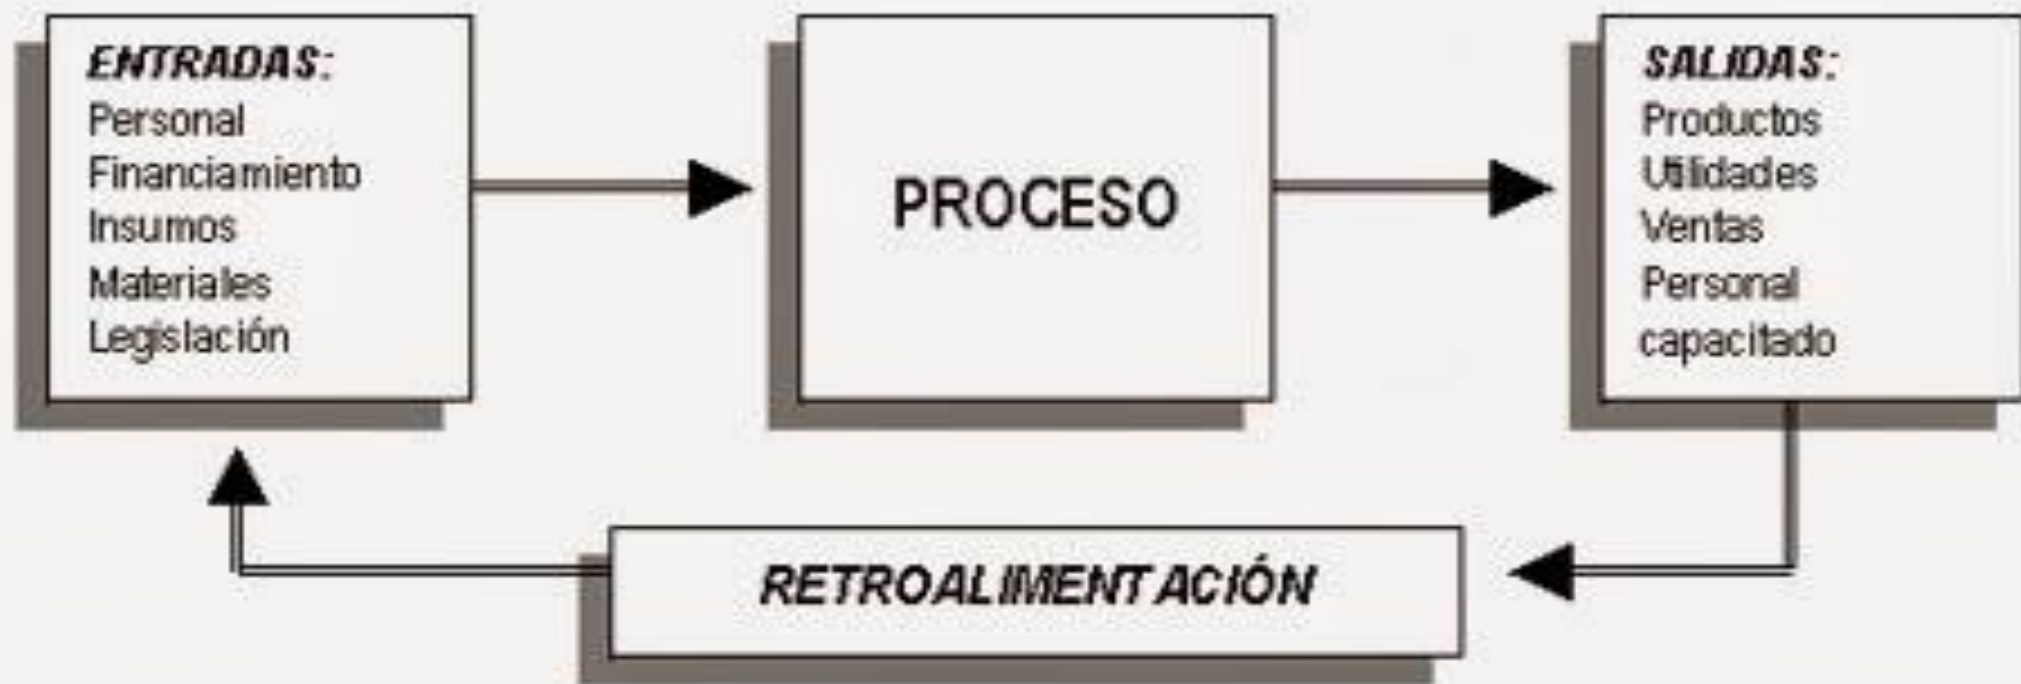 ENTRADAS:
Personal
Financiamiento
Insumos
Materiales
Legislación
PROCESO
SALIDAS:
Productos
Utilidades
Ventas
Personal
capacitado
RETROALIMENTACIÓN